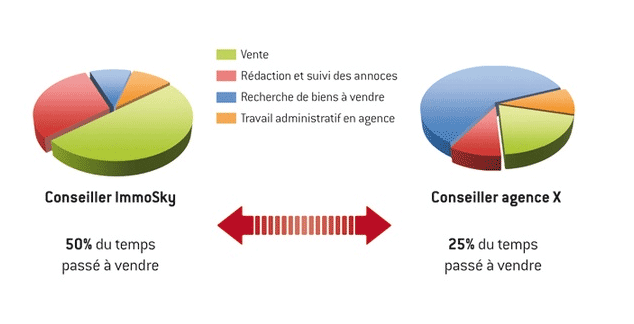 Vente
Rédaction et suivi des annoces
Recherche de biens à vendre
Travail administratif en agence
Conseiller ImmoSky
Conseiller agence X
50% du temps
passé à vendre
25% du temps
passé à vendre